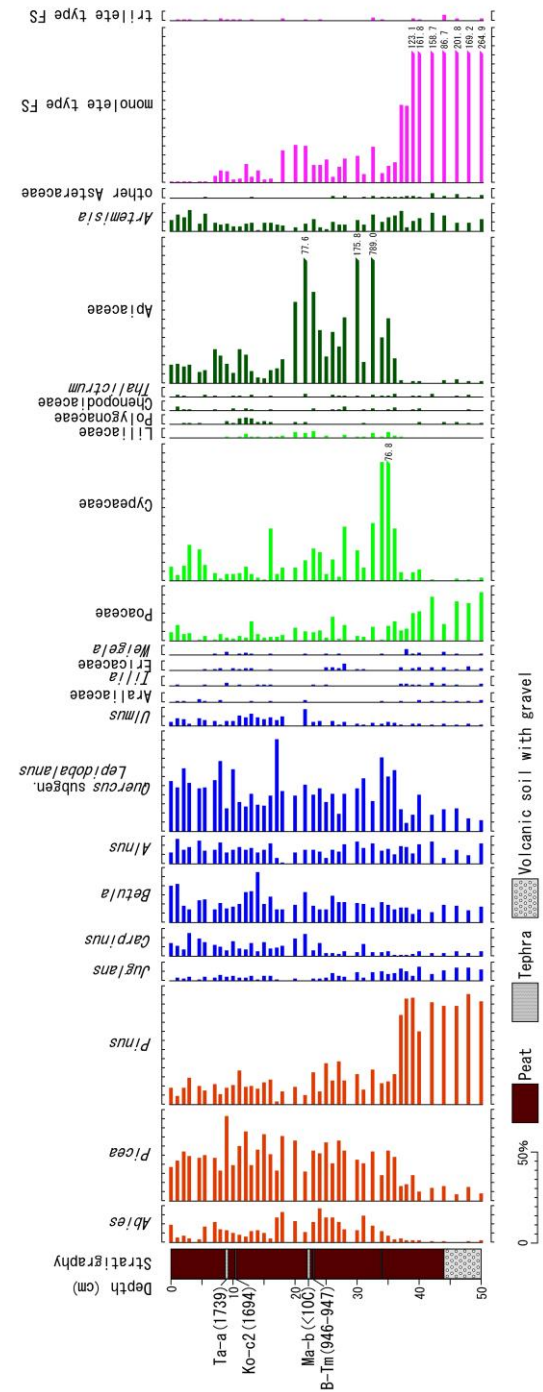 trilete type FS
monolete type FS
123.1
161.8
158.7
86.7
201.8
169.2
264.9
other Asteraceae
Artemisia
Apiaceae
77.6
175.8
789.0
Thalictrum
Chenopodiaceae
Polygonaceae
Liliaceae
Cypeaceae
76.8
Poaceae
Weigela
Ericaceae
Tilia
Araliaceae
Ulmus
Quercus subgen.
Lepidobalanus
Alnus
Betula
Carpinus
Juglans
Pinus
Picea
Abies
Stratigraphy
Depth (cm)
0
10
20
30
40
50
Ta-a(1739)
Ko-c2(1694)
Ma-b(<10C)
B-Tm(946-947)
0
50%
Peat
Tephra
Volcanic soil with gravel